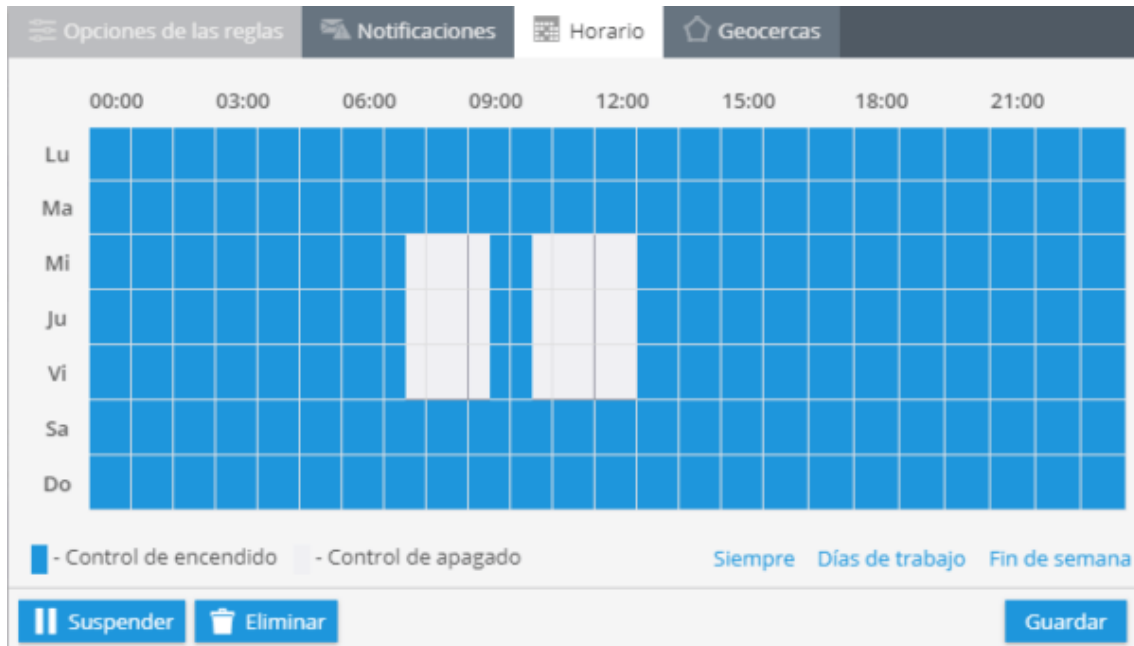 Opciones de las reglas Notificaciones Horario Geocercas
00:00 03:00 06:00 09:00 12:00 15:00 18:00 21:00
Lu
Ma
Mi
Ju
Vi
Sa
Do
- Control de encendido - Control de apagado Siempre Días de trabajo Fin de semana
Suspender Eliminar Guardar